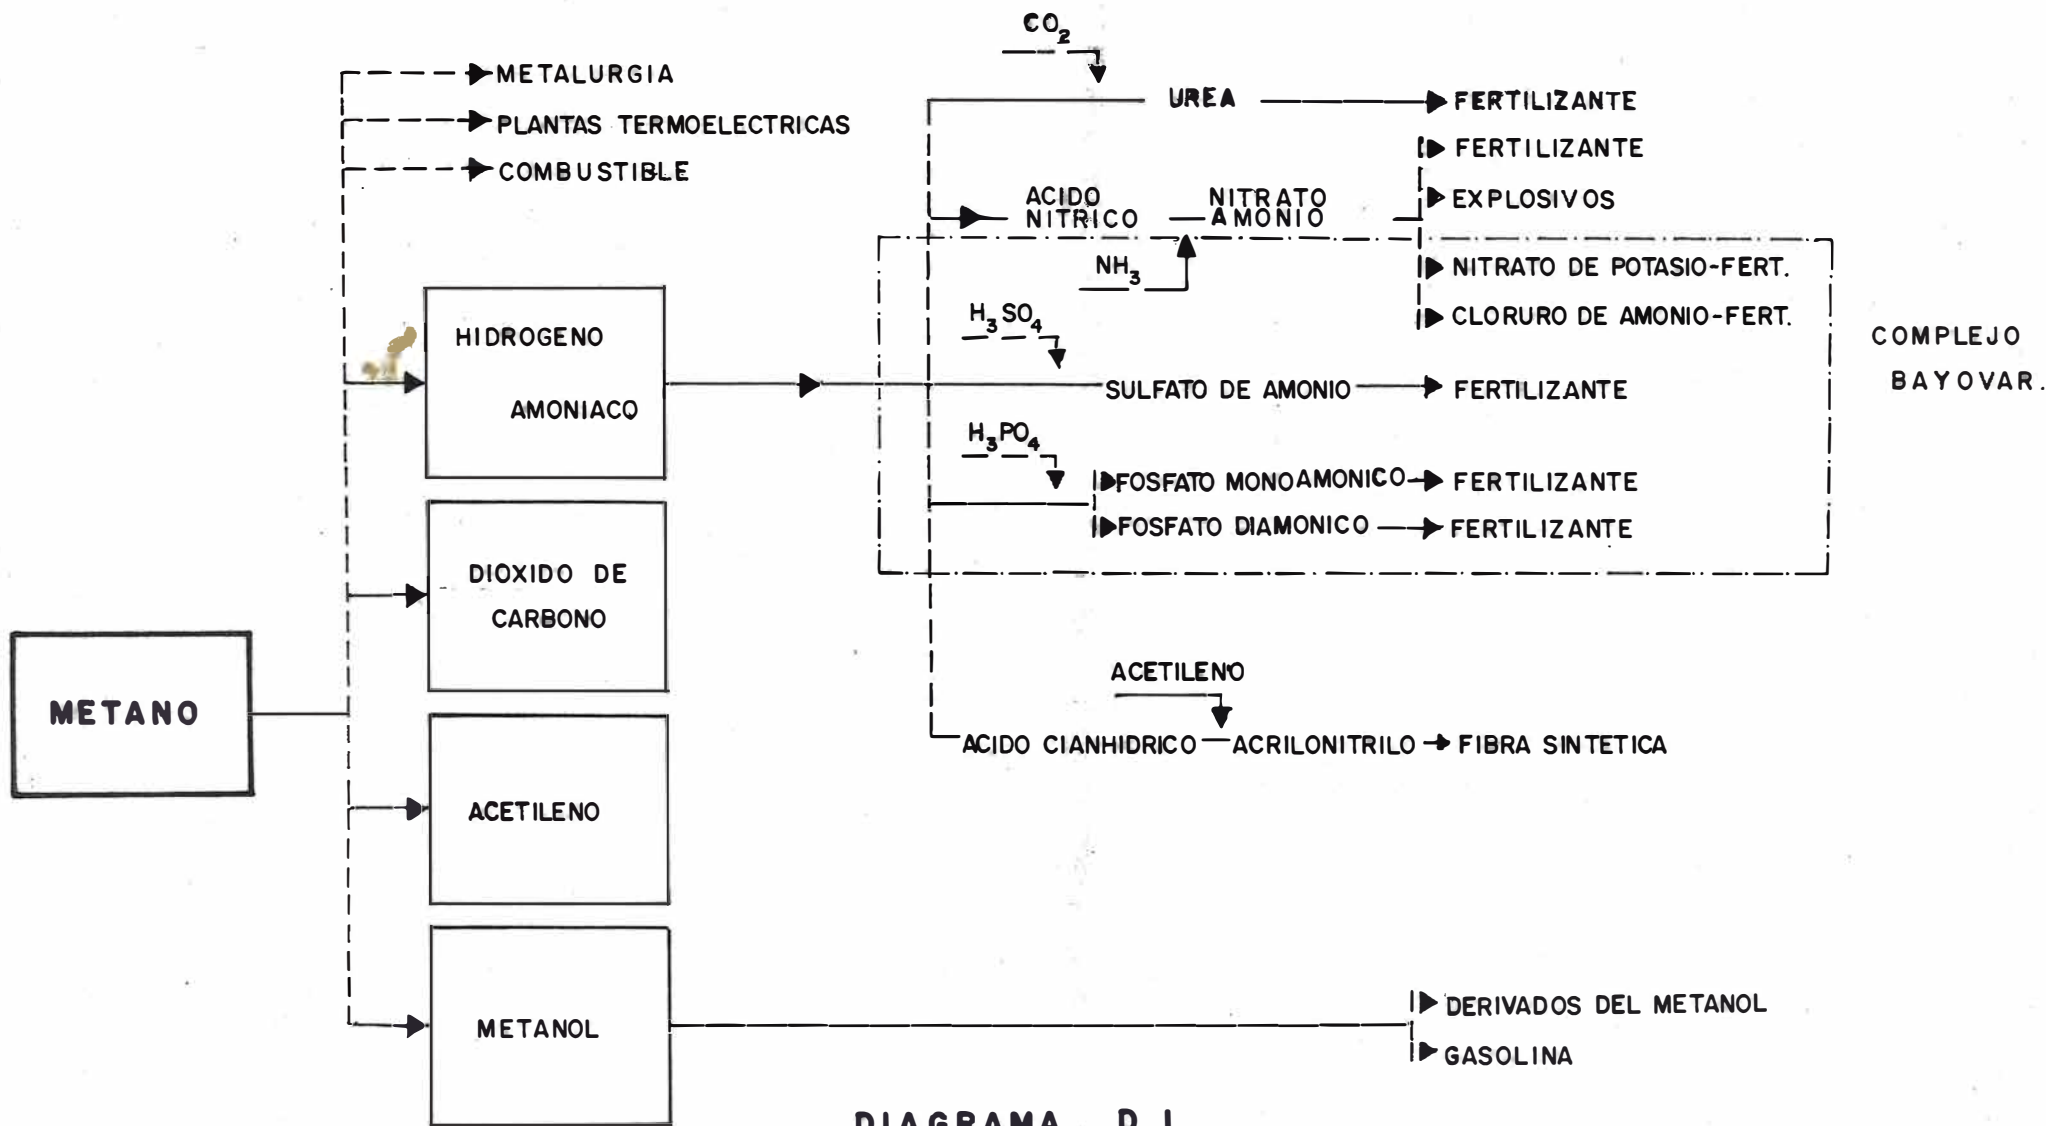 CO2
METALURGIA
PLANTAS TERMOELECTRICAS
COMBUSTIBLE
UREA
FERTILIZANTE
FERTILIZANTE
EXPLOSIVOS
ACIDO
NITRICO
NITRATO
AMONIO
NH3
NITRATO DE POTASIO-FERT.
CLORURO DE AMONIO-FERT.
COMPLEJO
BAYOVAR.
HIDROGENO
AMONIACO
H3SO4
SULFATO DE AMONIO
FERTILIZANTE
H3PO4
FOSFATO MONOAMONICO
FERTILIZANTE
FOSFATO DIAMONICO
FERTILIZANTE
DIOXIDO DE
CARBONO
METANO
ACETILENO
ACIDO CIANHIDRICO
ACRILONITRILO
FIBRA SINTETICA
ACETILENO
METANOL
DERIVADOS DEL METANOL
GASOLINA
DIAGRAMA D.I